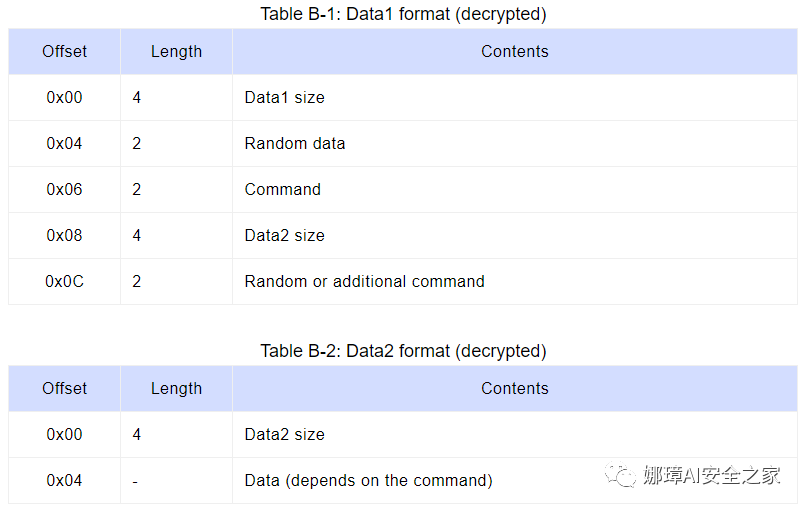 Table B-1: Data1 format (decrypted)
Offset Length Contents
0x00 4 Data1 size
0x04 2 Random data
0x06 2 Command
0x08 4 Data2 size
0x0C 2 Random or additional command
Table B-2: Data2 format (decrypted)
Offset Length Contents
0x00 4 Data2 size
0x04 - Data (depends on the command)
娜璋AI安全之家